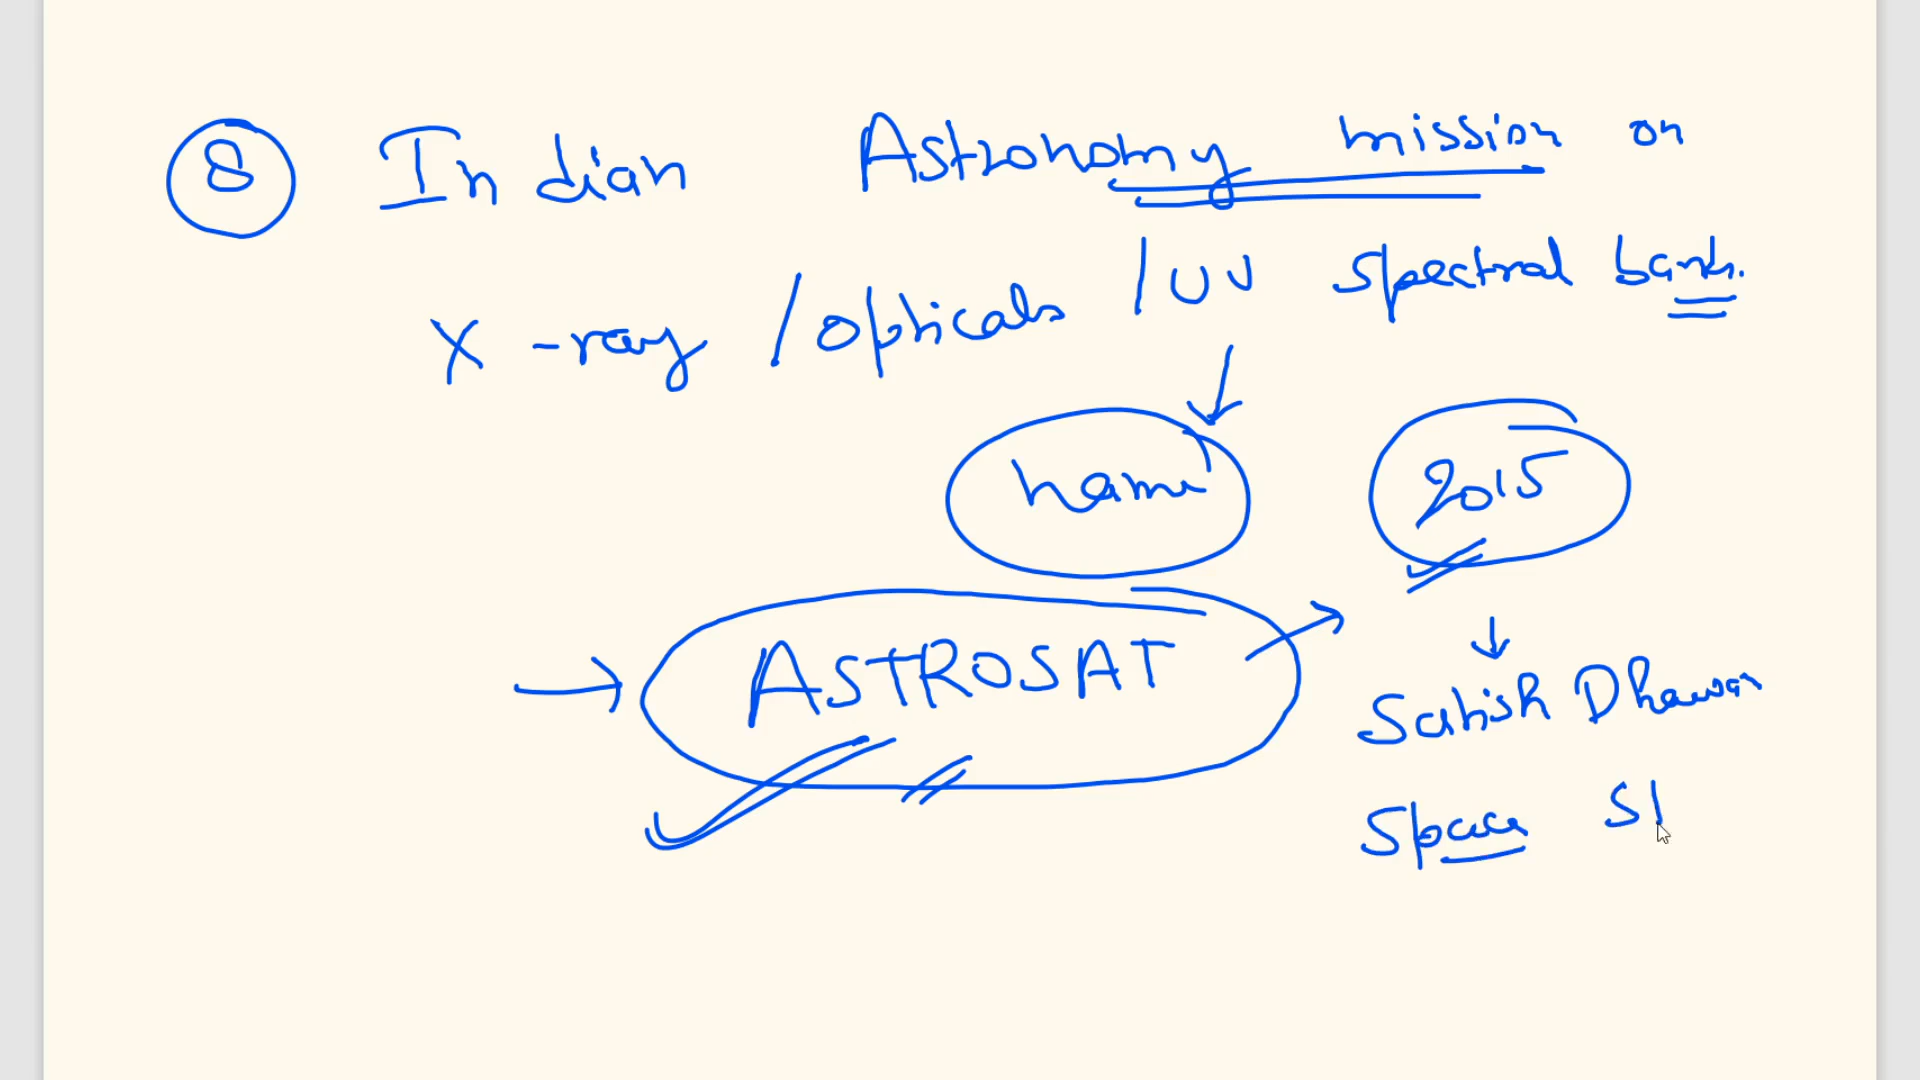 8 Indian Astronomy mission on
X-ray / opticals / UV spectral bands.
name
2015
ASTROSAT
Satish Dhawan
Space